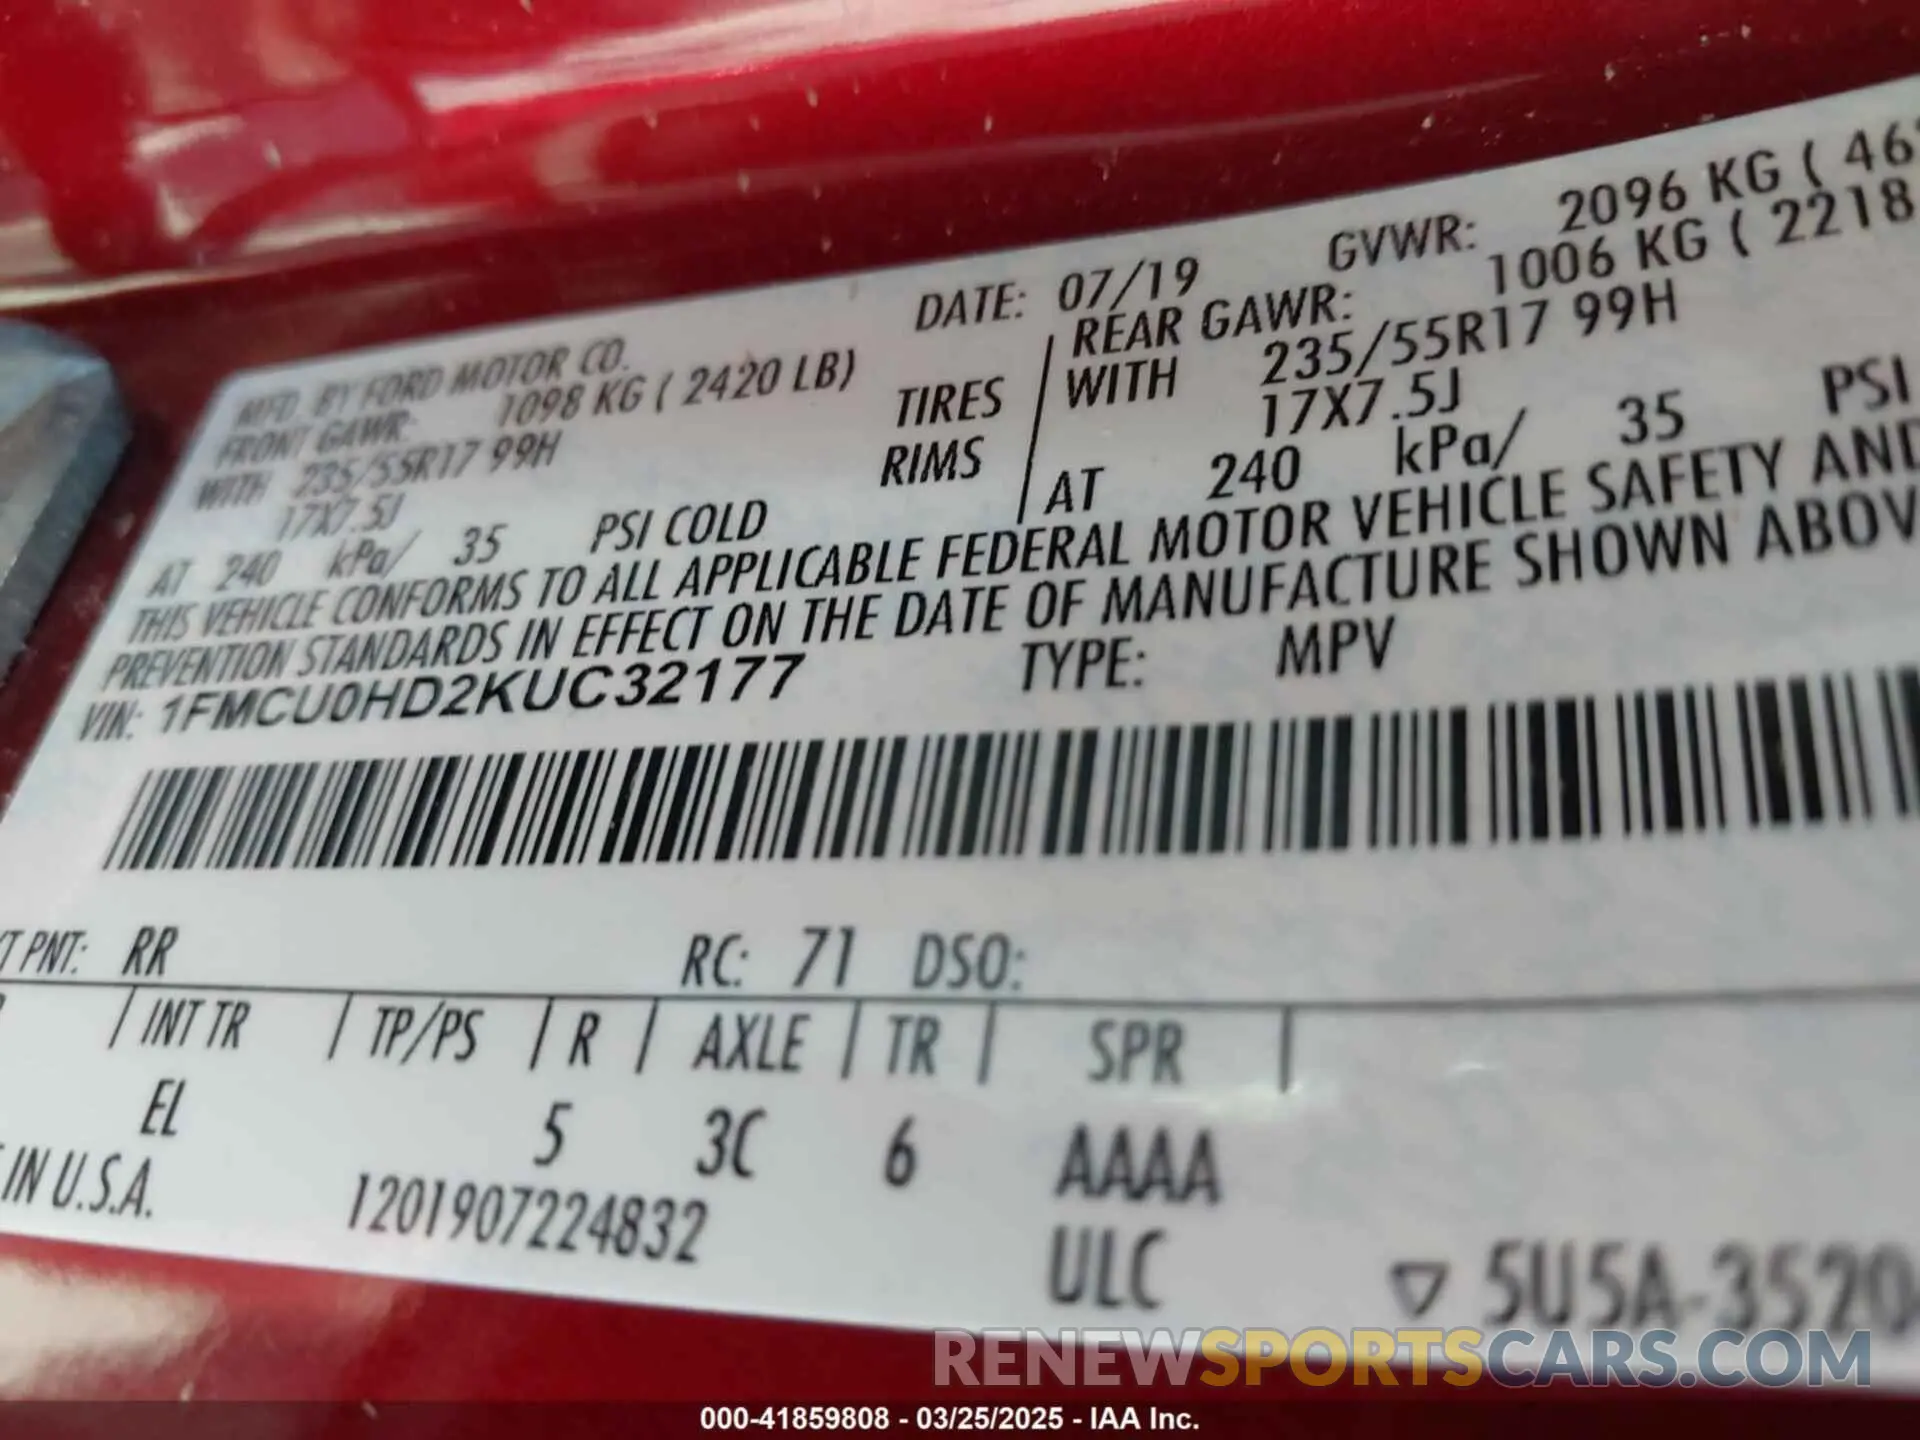 MFD. BY FORD MOTOR CO. DATE: 07/19 GVWR: 2096 KG ( 46
FRONT GAWR: 1098 KG ( 2420 LB) REAR GAWR: 1006 KG ( 2218
WITH 235/55R17 99H TIRES WITH 235/55R17 99H
17X7.5J RIMS 17X7.5J
AT 240 kPa/ 35 PSI COLD AT 240 kPa/ 35 PSI
THIS VEHICLE CONFORMS TO ALL APPLICABLE FEDERAL MOTOR VEHICLE SAFETY AND
PREVENTION STANDARDS IN EFFECT ON THE DATE OF MANUFACTURE SHOWN ABOV
VIN: 1FMCU0HD2KUC32177 TYPE: MPV
T PNT: RR RC: 71 DSO:
INT TR TP/PS R AXLE TR SPR
EL 5 3C 6 AAAA
IN U.S.A. 1201907224832 ULC
▽ 5U5A-3520
RENEWSPORTSCARS.COM
000-41859808 - 03/25/2025 - IAA Inc.